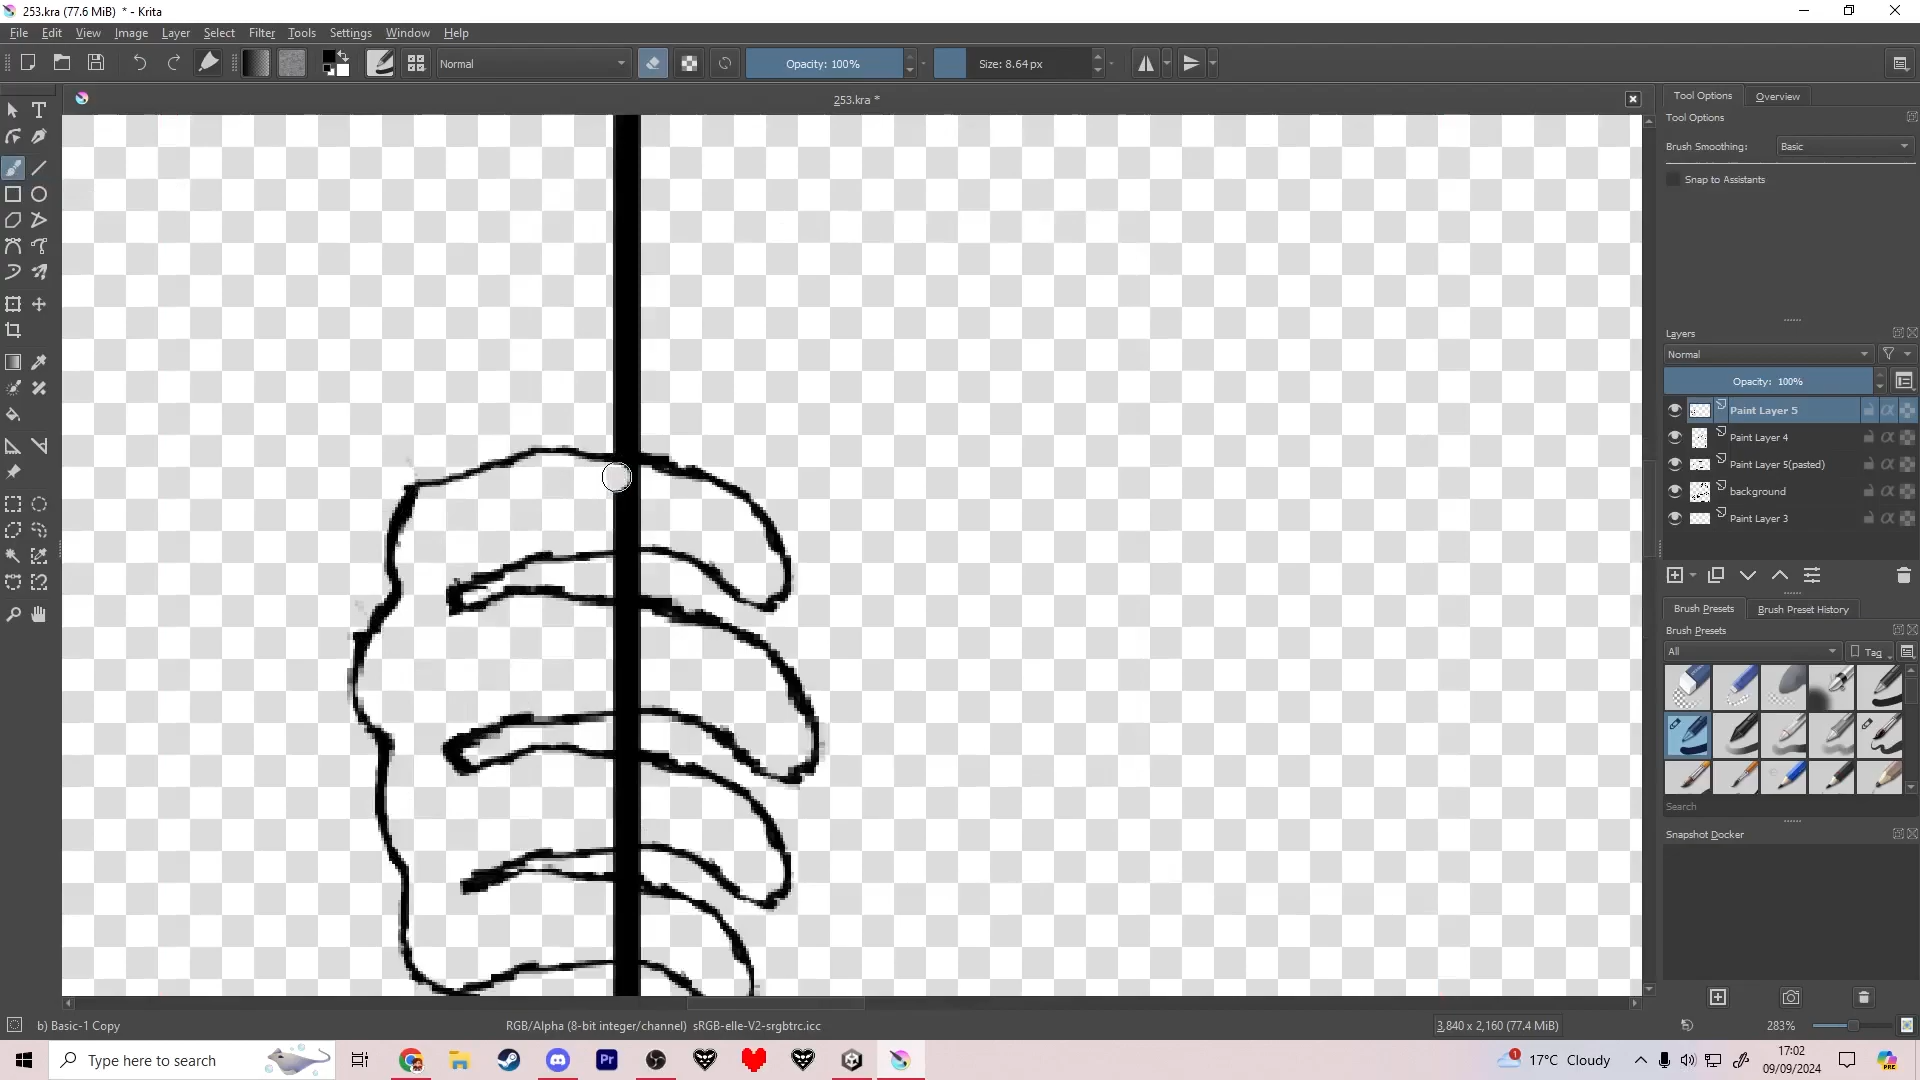 253.kra (77.6 MiB) * - Krita
File Edit View Image Layer Select Filter Tools Settings Window Help
Normal
Opacity: 100%
Size: 8.64 px
253.kra *
Tool Options Overview
Tool Options
Brush Smoothing: Basic
Snap to Assistants
Layers
Normal
Opacity: 100%
Paint Layer 5
Paint Layer 4
Paint Layer 5(pasted)
background
Paint Layer 3
Brush Presets Brush Preset History
Brush Presets
All Tag
Search
Snapshot Docker
b) Basic-1 Copy
RGB/Alpha (8-bit integer/channel) sRGB-elle-V2-srgbtrc.icc
3,840 x 2,160 (77.4 MiB)
283%
Type here to search
Pr
1
17°C Cloudy
17:02
09/09/2024
PRE